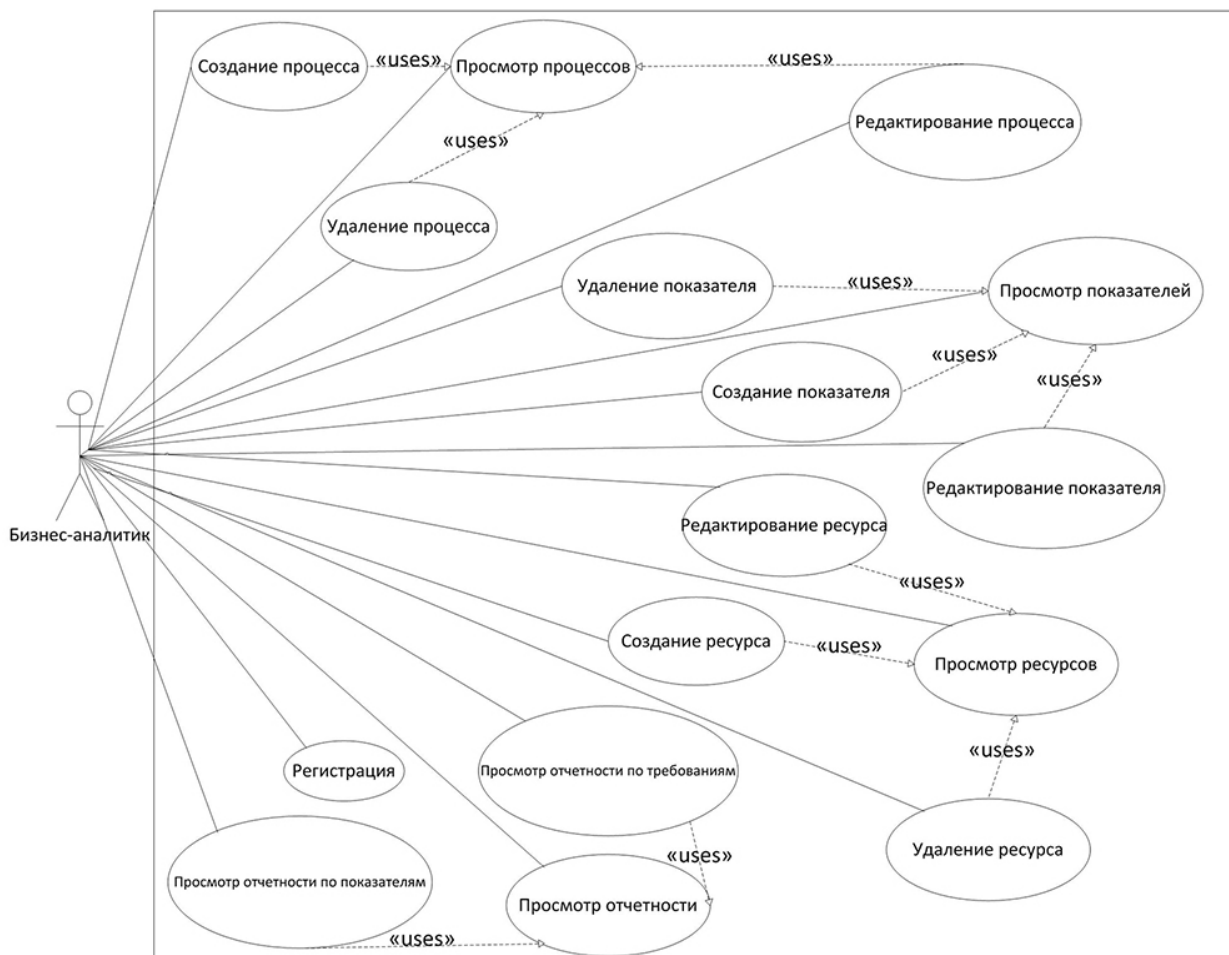 Создание процесса
«uses»
Просмотр процессов
«uses»
Редактирование процесса
«uses»
Удаление процесса
Удаление показателя
«uses»
Просмотр показателей
«uses»
Создание показателя
«uses»
Редактирование показателя
Бизнес-аналитик
Редактирование ресурса
«uses»
Создание ресурса
«uses»
Просмотр ресурсов
«uses»
Регистрация
Просмотр отчетности по требованиям
Удаление ресурса
«uses»
Просмотр отчетности по показателям
Просмотр отчетности
«uses»